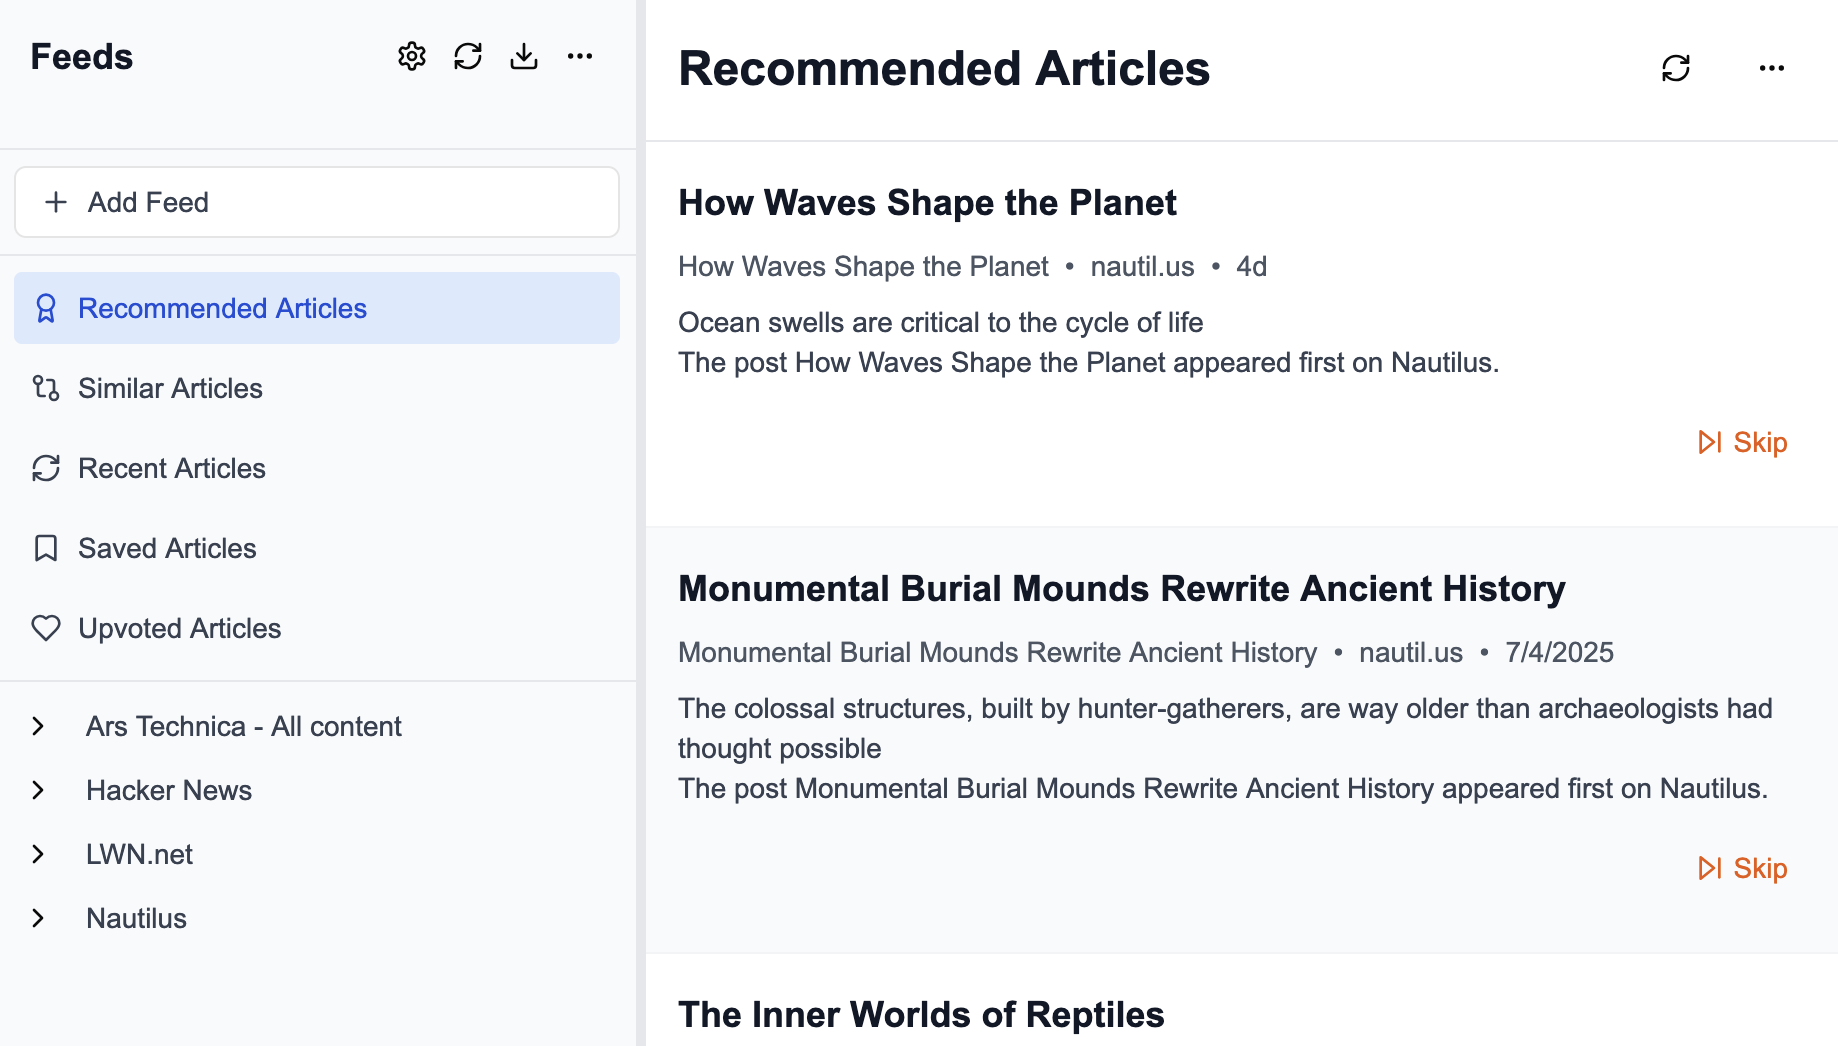 Feeds
Add Feed
Recommended Articles
Similar Articles
Recent Articles
Saved Articles
Upvoted Articles
Ars Technica - All content
Hacker News
LWN.net
Nautilus
Recommended Articles
How Waves Shape the Planet
How Waves Shape the Planet • nautil.us • 4d
Ocean swells are critical to the cycle of life
The post How Waves Shape the Planet appeared first on Nautilus.
Skip
Monumental Burial Mounds Rewrite Ancient History
Monumental Burial Mounds Rewrite Ancient History • nautil.us • 7/4/2025
The colossal structures, built by hunter-gatherers, are way older than archaeologists had
thought possible
The post Monumental Burial Mounds Rewrite Ancient History appeared first on Nautilus.
Skip
The Inner Worlds of Reptiles